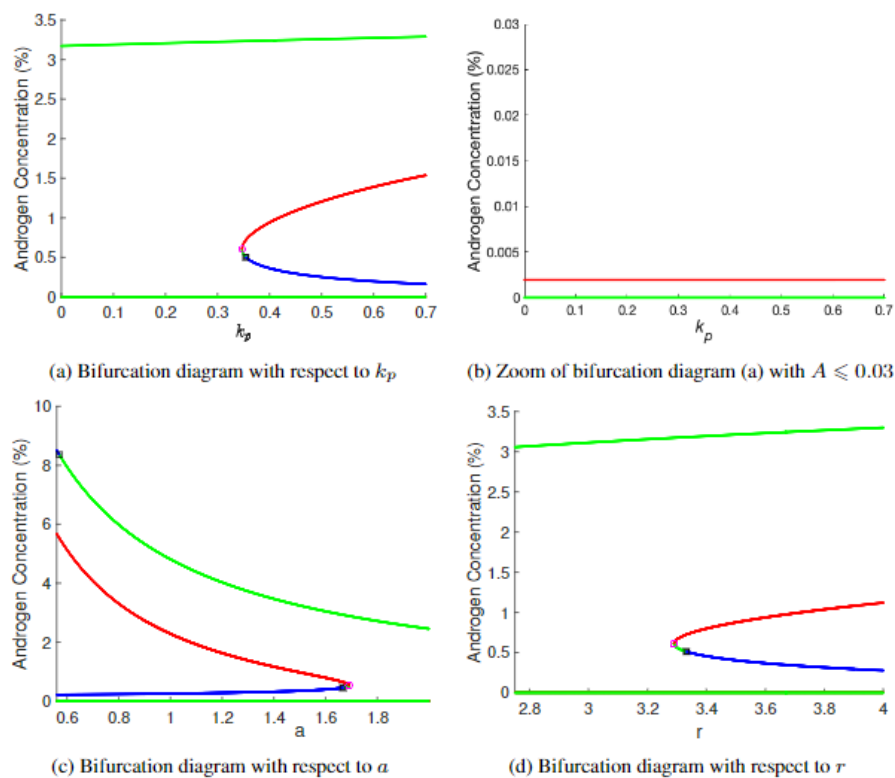 3.5
3
2.5
2
1.5
1
0.5
0
Androgen Concentration (%)
0 0.1 0.2 0.3 0.4 0.5 0.6 0.7
k_p
(a) Bifurcation diagram with respect to k_p
0.03
0.025
0.02
0.015
0.01
0.005
0
Androgen Concentration (%)
0 0.1 0.2 0.3 0.4 0.5 0.6 0.7
k_p
(b) Zoom of bifurcation diagram (a) with A ⩽ 0.03
10
8
6
4
2
0
Androgen Concentration (%)
0.6 0.8 1 1.2 1.4 1.6 1.8
a
(c) Bifurcation diagram with respect to a
3.5
3
2.5
2
1.5
1
0.5
0
Androgen Concentration (%)
2.8 3 3.2 3.4 3.6 3.8 4
r
(d) Bifurcation diagram with respect to r